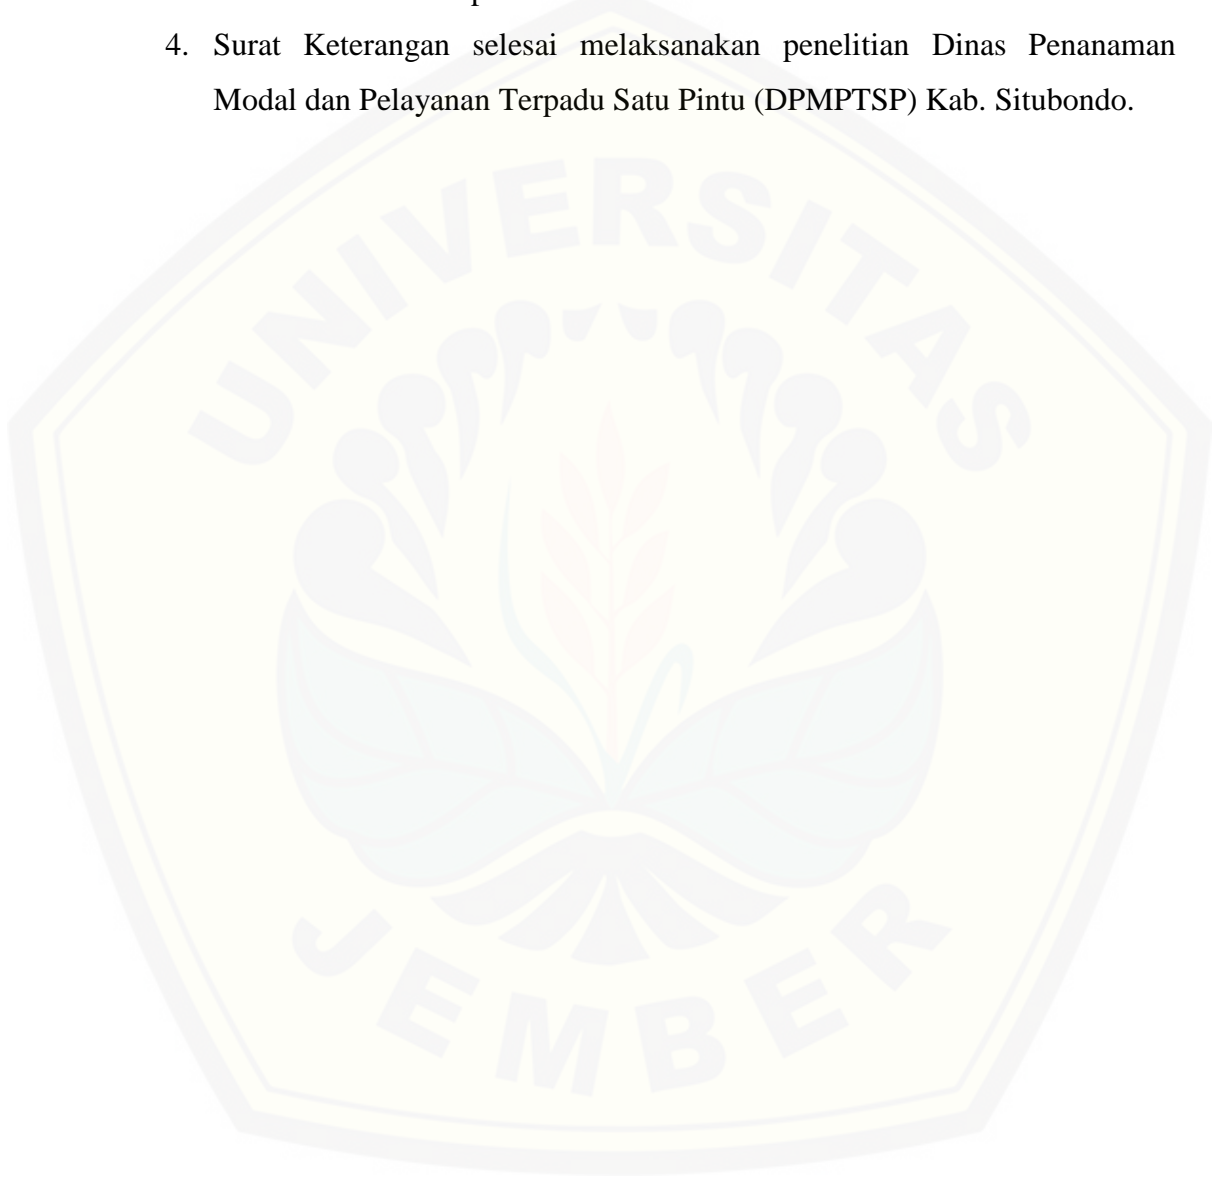 4. Surat Keterangan selesai melaksanakan penelitian Dinas Penanaman
Modal dan Pelayanan Terpadu Satu Pintu (DPMPTSP) Kab. Situbondo.
UNIVERSITAS
JEMBER